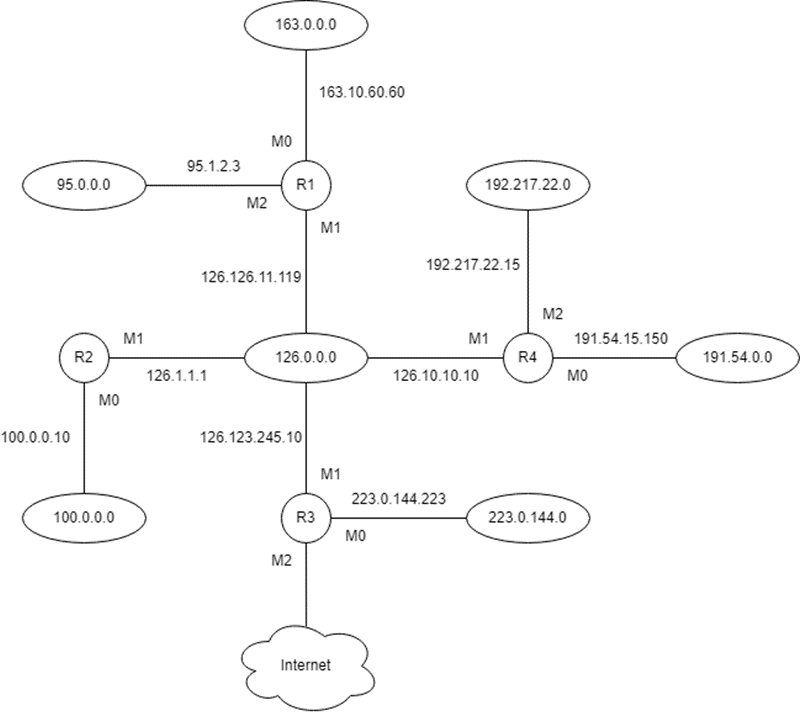 163.0.0.0
163.10.60.60
M0
95.1.2.3
95.0.0.0
R1
192.217.22.0
M2
M1
192.217.22.15
126.126.11.119
M2
M1
M1
191.54.15.150
R2
126.0.0.0
R4
191.54.0.0
126.1.1.1
126.10.10.10
M0
M0
100.0.0.10
126.123.245.10
M1
223.0.144.223
100.0.0.0
R3
223.0.144.0
M0
M2
Internet